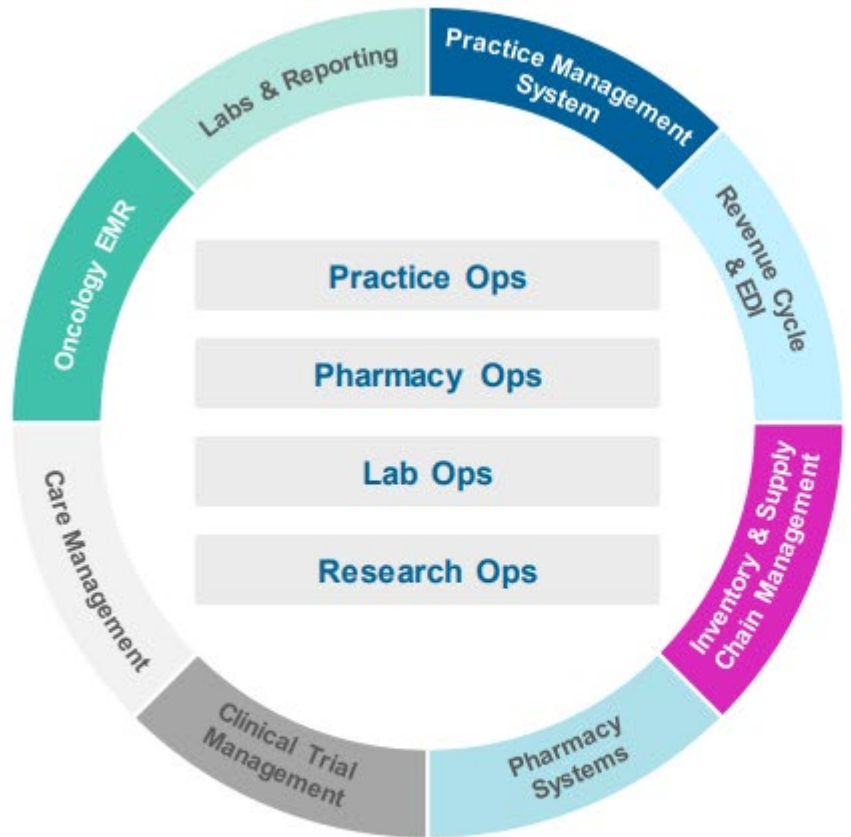 Practice Management
System
Revenue Cycle
& EDI
Inventory & Supply
Chain Management
Pharmacy
Systems
Clinical Trial
Management
Care Management
Oncology EMR
Labs & Reporting
Practice Ops
Pharmacy Ops
Lab Ops
Research Ops